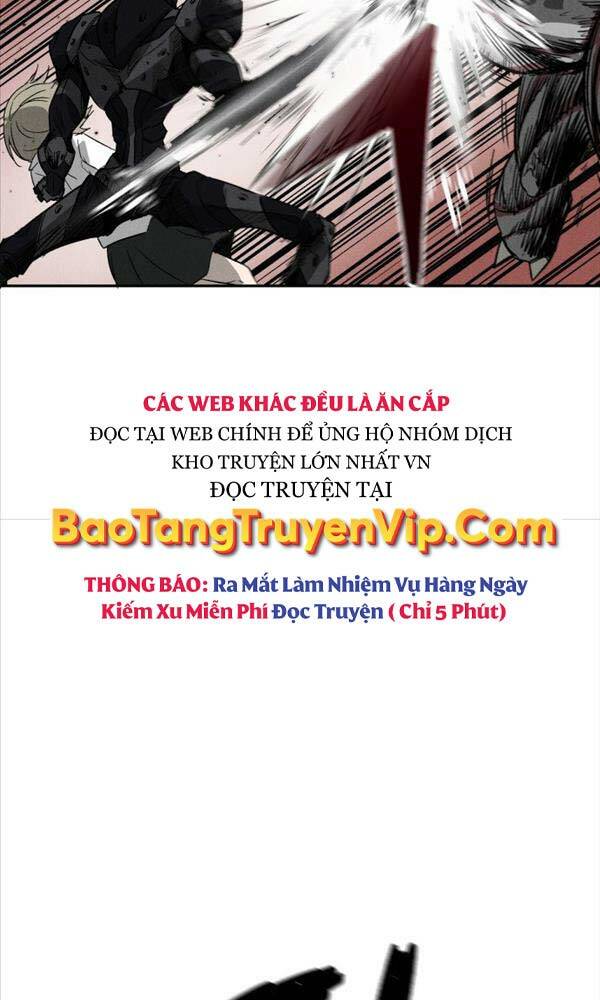 CÁC WEB KHÁC ĐỀU LÀ ĂN CẮP
ĐỌC TẠI WEB CHÍNH ĐỂ ỦNG HỘ NHÓM DỊCH
KHO TRUYỆN LỚN NHẤT VN
ĐỌC TRUYỆN TẠI
BaoTangTruyenVip.Com
THÔNG BÁO: Ra Mắt Làm Nhiệm Vụ Hàng Ngày
Kiếm Xu Miễn Phí Đọc Truyện ( Chỉ 5 Phút)